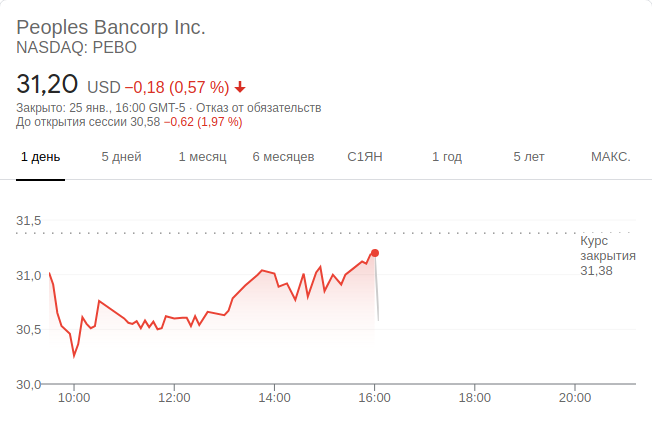 Peoples Bancorp Inc.
NASDAQ: PEBO
31,20 USD −0,18 (0,57 %)
Закрыто: 25 янв., 16:00 GMT-5 · Отказ от обязательств
До открытия сессии 30,58 −0,62 (1,97 %)
1 день 5 дней 1 месяц 6 месяцев С1ЯН 1 год 5 лет МАКС.
31,5
Курс
закрытия
31,38
31,0
30,5
30,0
10:00 12:00 14:00 16:00 18:00 20:00